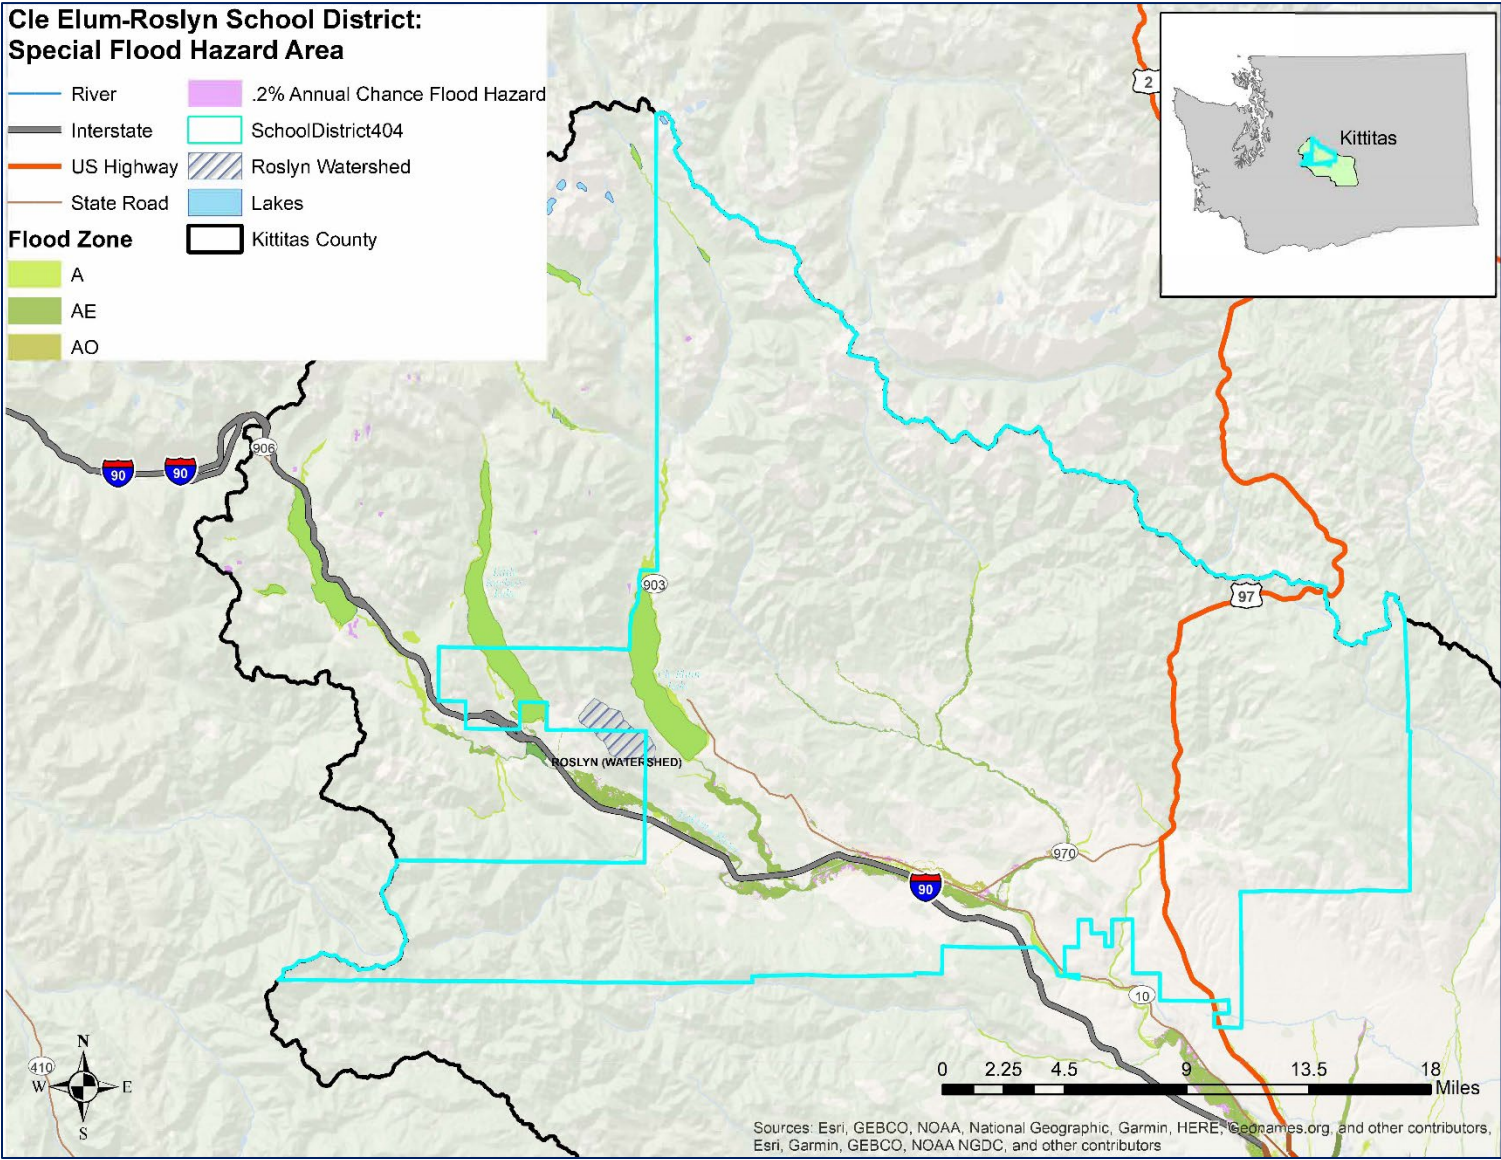 Cle Elum-Roslyn School District:
Special Flood Hazard Area
River
Interstate
US Highway
State Road
Flood Zone
A
AE
AO
.2% Annual Chance Flood Hazard
SchoolDistrict404
Roslyn Watershed
Lakes
Kittitas County
2
Kittitas
906
90
90
903
97
ROSLYN (WATERSHED)
970
90
10
410
N
W
E
S
0 2.25 4.5 9 13.5 18
Miles
Sources: Esri, GEBCO, NOAA, National Geographic, Garmin, HERE, Geonames.org, and other contributors,
Esri, Garmin, GEBCO, NOAA NGDC, and other contributors